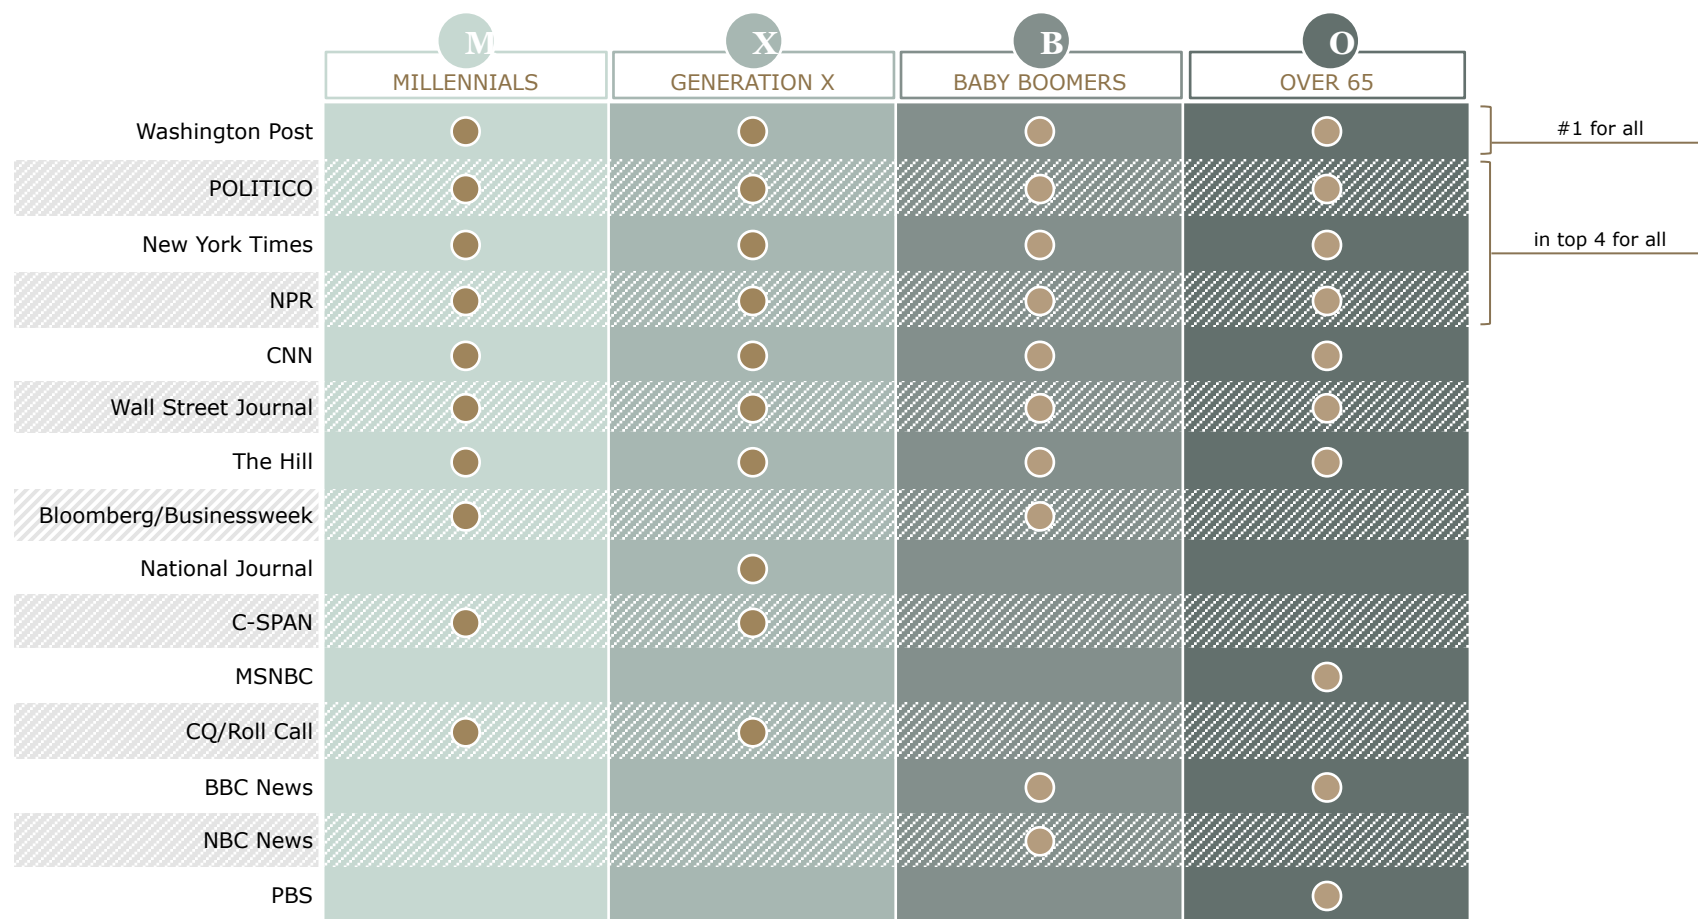 M X B O
MILLENNIALS GENERATION X BABY BOOMERS OVER 65
Washington Post #1 for all
POLITICO
New York Times in top 4 for all
NPR
CNN
Wall Street Journal
The Hill
Bloomberg/Businessweek
National Journal
C-SPAN
MSNBC
CQ/Roll Call
BBC News
NBC News
PBS